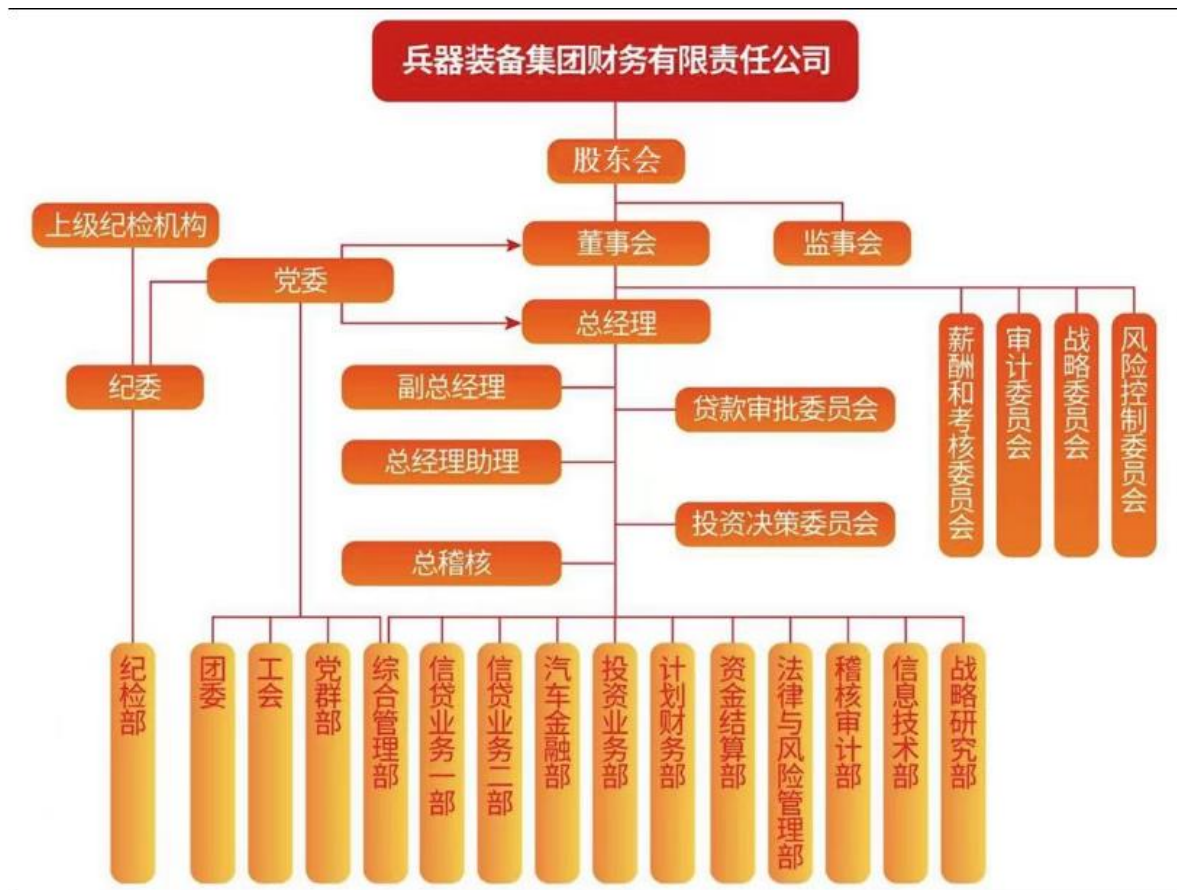 兵器装备集团财务有限责任公司
股东会
上级纪检机构
董事会
监事会
党委
总经理
纪委
副总经理
贷款审批委员会
总经理助理
投资决策委员会
总稽核
薪酬和考核委员会
审计委员会
战略委员会
风险控制委员会
纪检部
团委
工会
党群部
综合管理部
信贷业务一部
信贷业务二部
汽车金融部
投资业务部
计划财务部
资金结算部
法律与风险管理部
稽核审计部
信息技术部
战略研究部